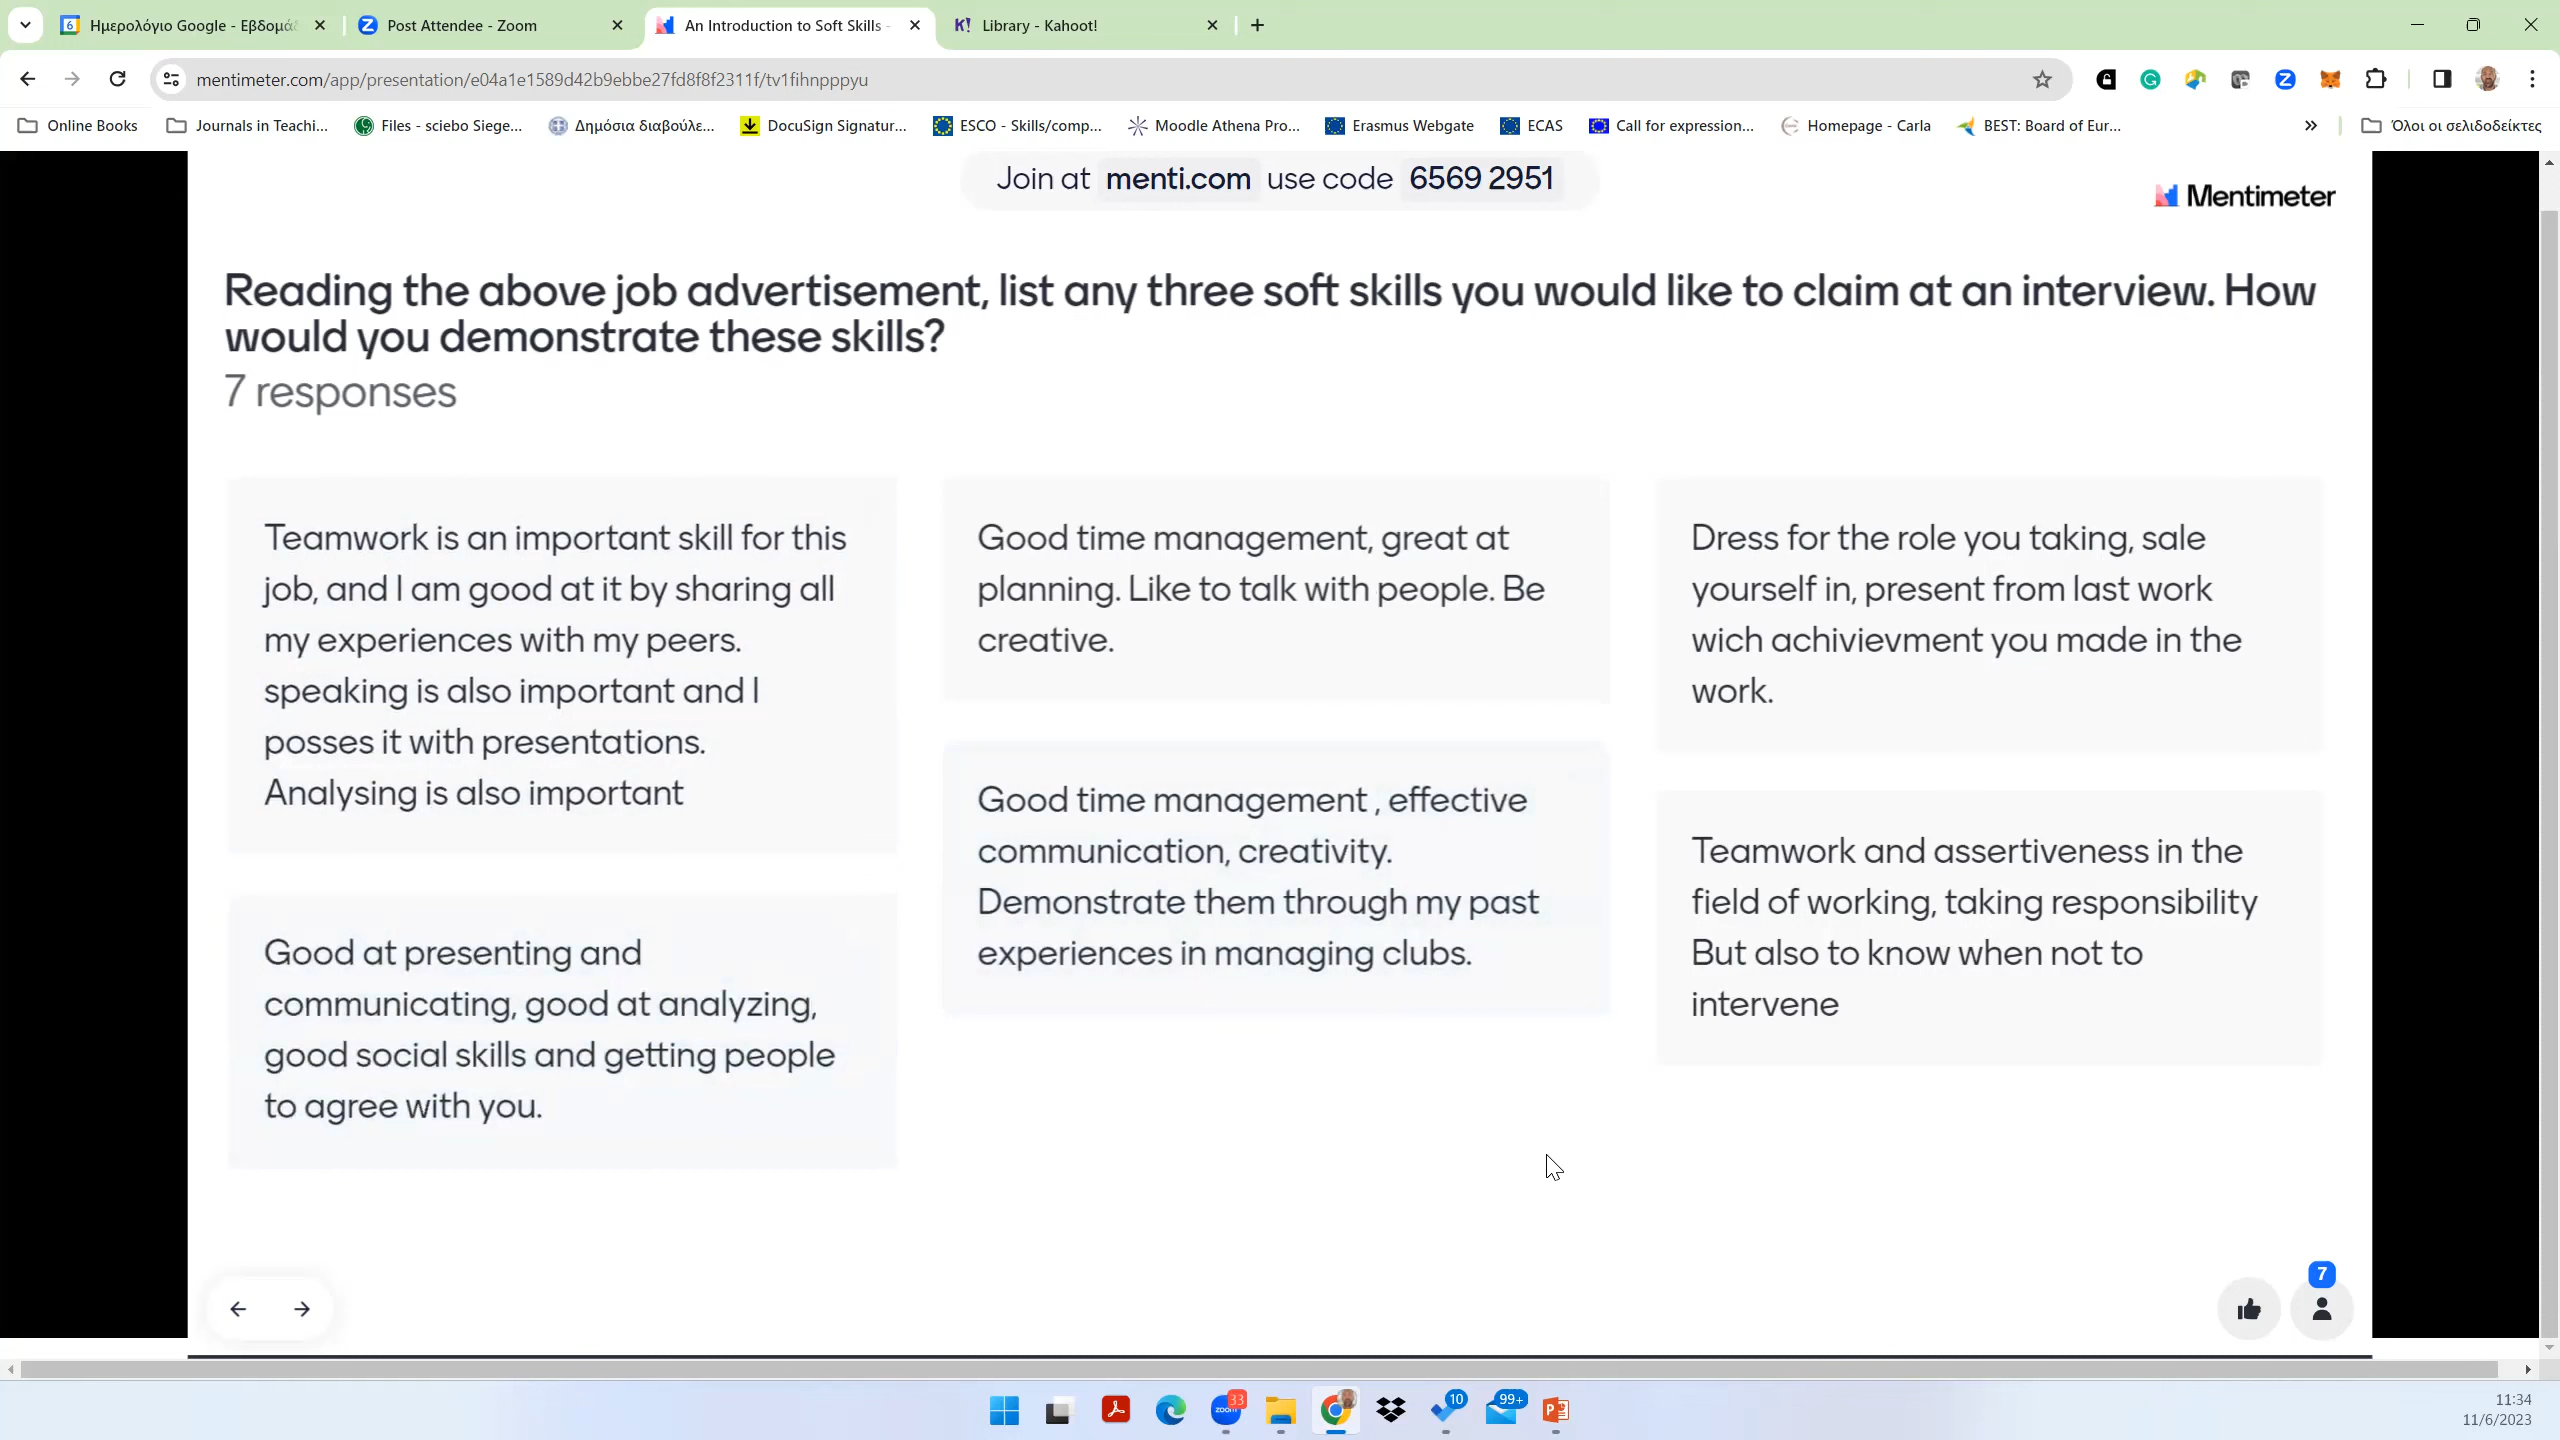 Ημερολόγιο Google - Εβδομά
Post Attendee - Zoom
An Introduction to Soft Skills -
K!
Library - Kahoot!
mentimeter.com/app/presentation/e04a1e1589d42b9ebbe27fd8f8f2311f/tv1fihnpppyu
Online Books
Journals in Teachi...
Files - sciebo Siege...
Δημόσια διαβούλε...
DocuSign Signatur...
ESCO - Skills/comp...
Moodle Athena Pro...
Erasmus Webgate
ECAS
Call for expression...
Homepage - Carla
BEST: Board of Eur...
Όλοι οι σελιδοδείκτες
Join at menti.com use code 6569 2951
Mentimeter
Reading the above job advertisement, list any three soft skills you would like to claim at an interview. How
would you demonstrate these skills?
7 responses
Teamwork is an important skill for this
job, and I am good at it by sharing all
my experiences with my peers.
speaking is also important and I
posses it with presentations.
Analysing is also important
Good at presenting and
communicating, good at analyzing,
good social skills and getting people
to agree with you.
Good time management, great at
planning. Like to talk with people. Be
creative.
Good time management , effective
communication, creativity.
Demonstrate them through my past
experiences in managing clubs.
Dress for the role you taking, sale
yourself in, present from last work
wich achivievment you made in the
work.
Teamwork and assertiveness in the
field of working, taking responsibility
But also to know when not to
intervene
7
zoom
33
10
99+
11:34
11/6/2023